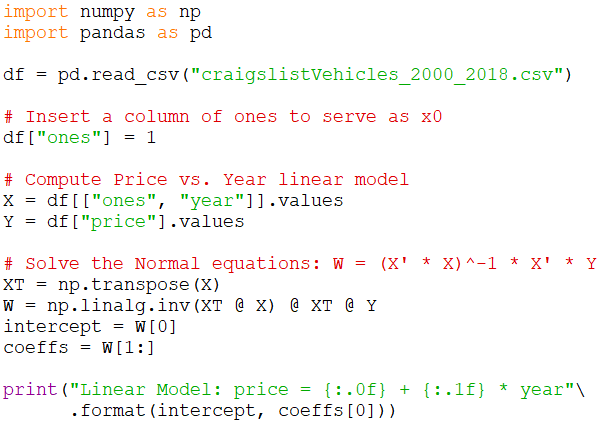 import numpy as np
import pandas as pd
df = pd.read_csv("craigslistVehicles_2000_2018.csv")
# Insert a column of ones to serve as x0
df["ones"] = 1
# Compute Price vs. Year linear model
X = df[["ones", "year"]].values
Y = df["price"].values
# Solve the Normal equations: W = (X' * X)^-1 * X' * Y
XT = np.transpose(X)
W = np.linalg.inv(XT @ X) @ XT @ Y
intercept = W[0]
coeffs = W[1:]
print("Linear Model: price = {:.0f} + {:.1f} * year"\
      .format(intercept, coeffs[0]))